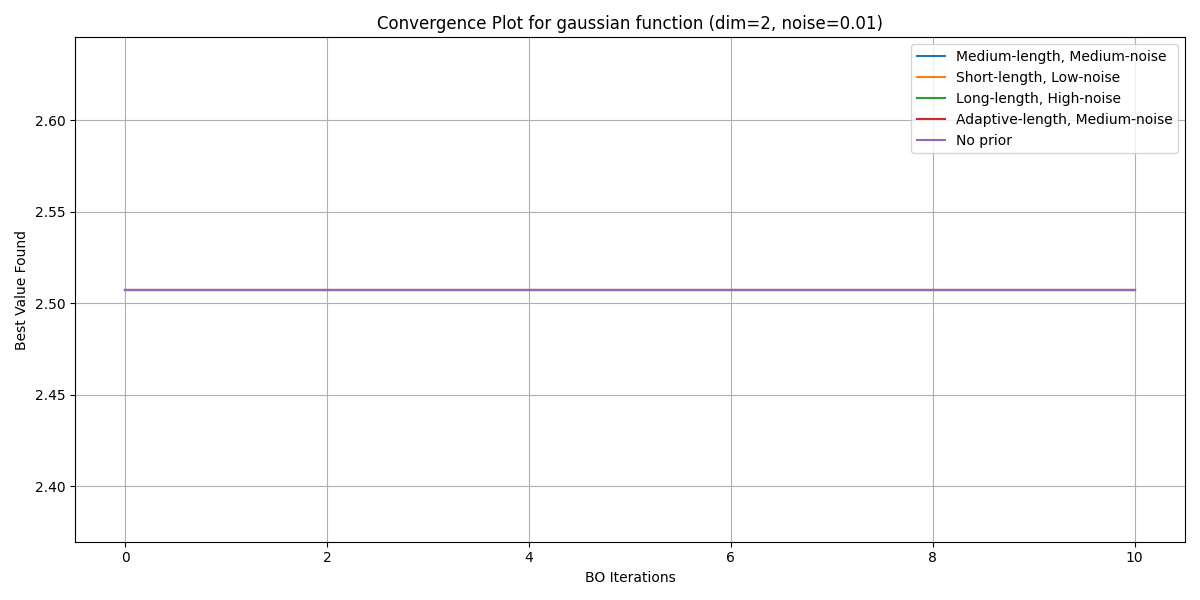 Convergence Plot for gaussian function (dim=2, noise=0.01)
Medium-length, Medium-noise
Short-length, Low-noise
Long-length, High-noise
Adaptive-length, Medium-noise
No prior
Best Value Found
2.60
2.55
2.50
2.45
2.40
0 2 4 6 8 10
BO Iterations